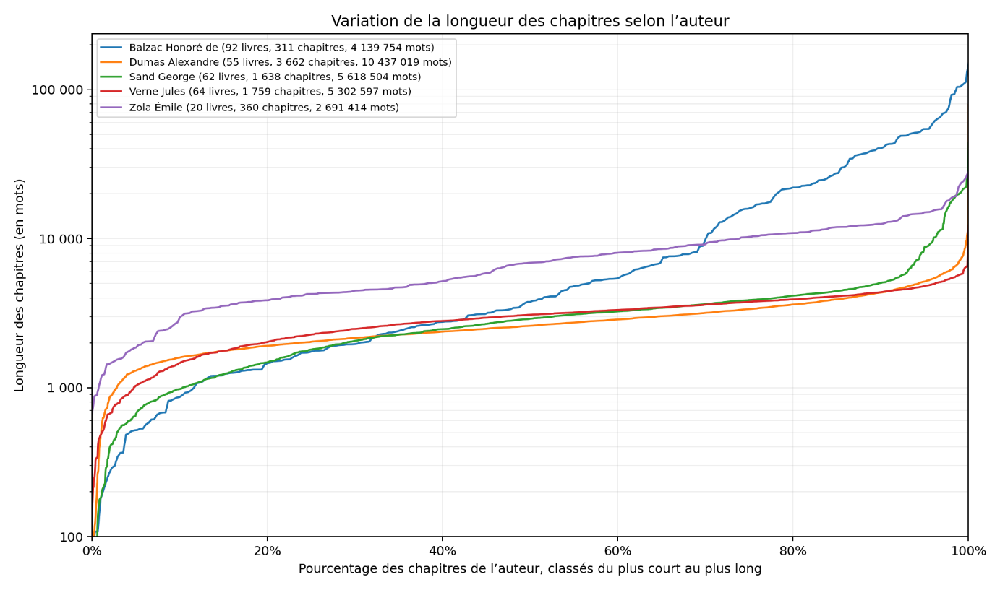 Variation de la longueur des chapitres selon l’auteur
Balzac Honoré de (92 livres, 311 chapitres, 4 139 754 mots)
Dumas Alexandre (55 livres, 3 662 chapitres, 10 437 019 mots)
Sand George (62 livres, 1 638 chapitres, 5 618 504 mots)
Verne Jules (64 livres, 1 759 chapitres, 5 302 597 mots)
Zola Émile (20 livres, 360 chapitres, 2 691 414 mots)
Longueur des chapitres (en mots)
100 000
10 000
1 000
100
0% 20% 40% 60% 80% 100%
Pourcentage des chapitres de l’auteur, classés du plus court au plus long